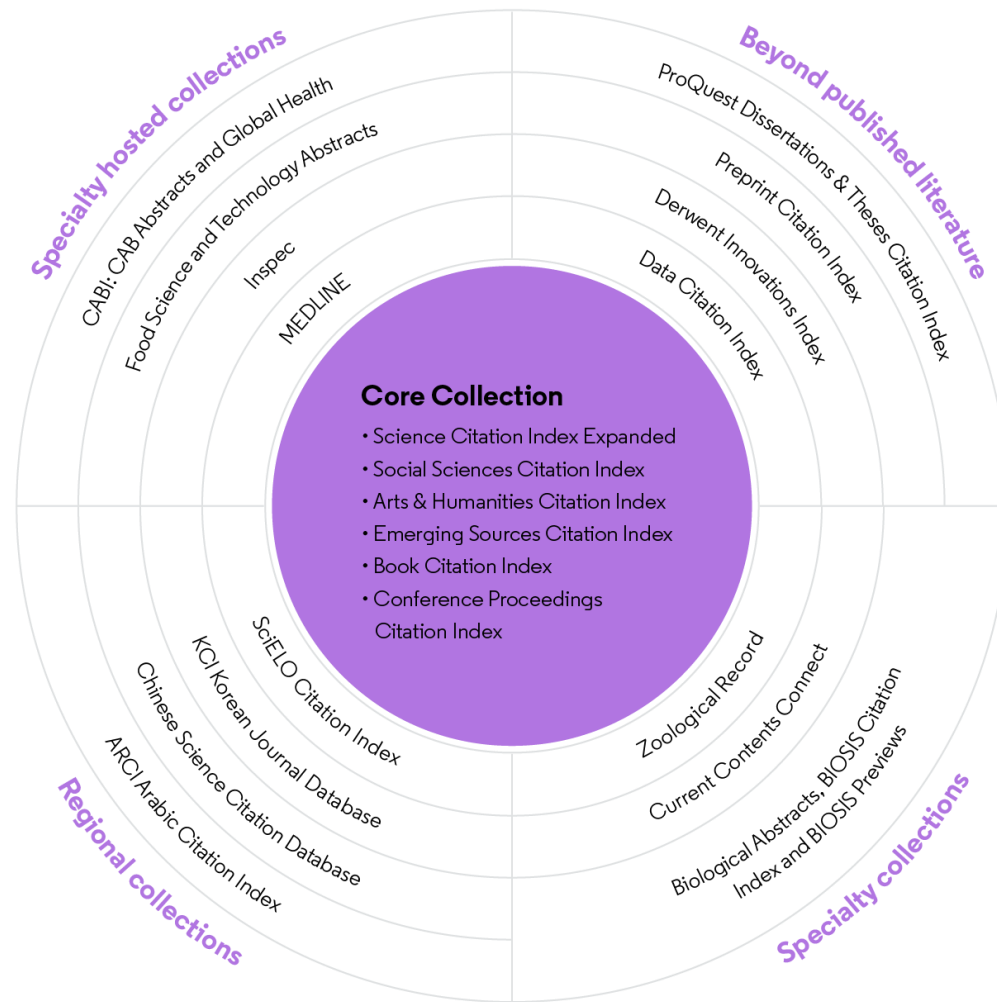 Specialty hosted collections
CABI: CAB Abstracts and Global Health
Food Science and Technology Abstracts
Inspec
MEDLINE
Beyond published literature
ProQuest Dissertations & Theses Citation Index
Preprint Citation Index
Derwent Innovations Index
Data Citation Index
Core Collection
• Science Citation Index Expanded
• Social Sciences Citation Index
• Arts & Humanities Citation Index
• Emerging Sources Citation Index
• Book Citation Index
• Conference Proceedings
Citation Index
SciELO Citation Index
KCI Korean Journal Database
Chinese Science Citation Database
ARCI Arabic Citation Index
Regional collections
Zoological Record
Current Contents Connect
Biological Abstracts, BIOSIS Citation
Index and BIOSIS Previews
Specialty collections